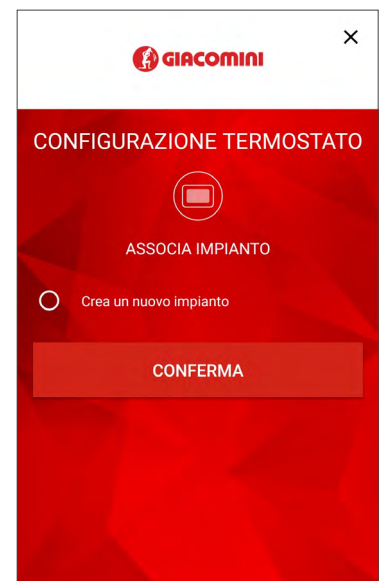 GIACOMINI
CONFIGURAZIONE TERMOSTATO
ASSOCIA IMPIANTO
Crea un nuovo impianto
CONFERMA